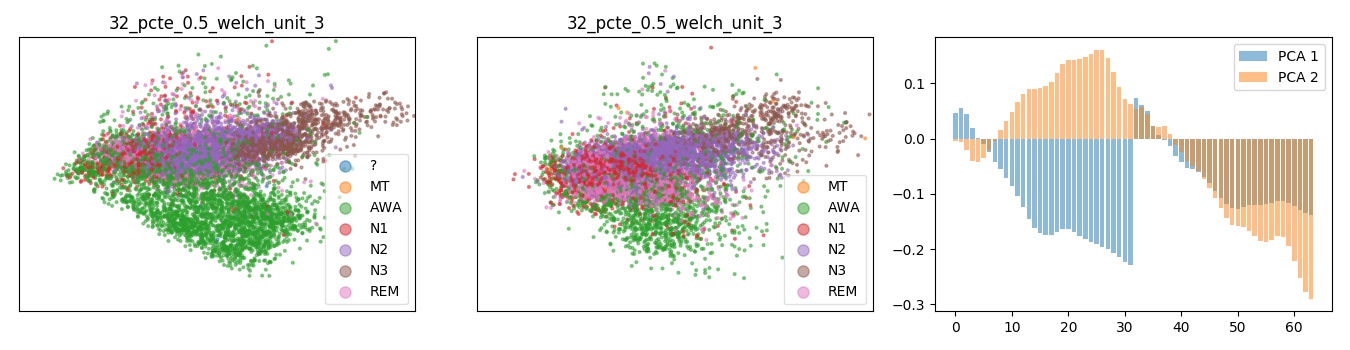 32_pcte_0.5_welch_unit_3
?
MT
AWA
N1
N2
N3
REM
32_pcte_0.5_welch_unit_3
MT
AWA
N1
N2
N3
REM
PCA 1
PCA 2
0.1
0.0
−0.1
−0.2
−0.3
0 10 20 30 40 50 60